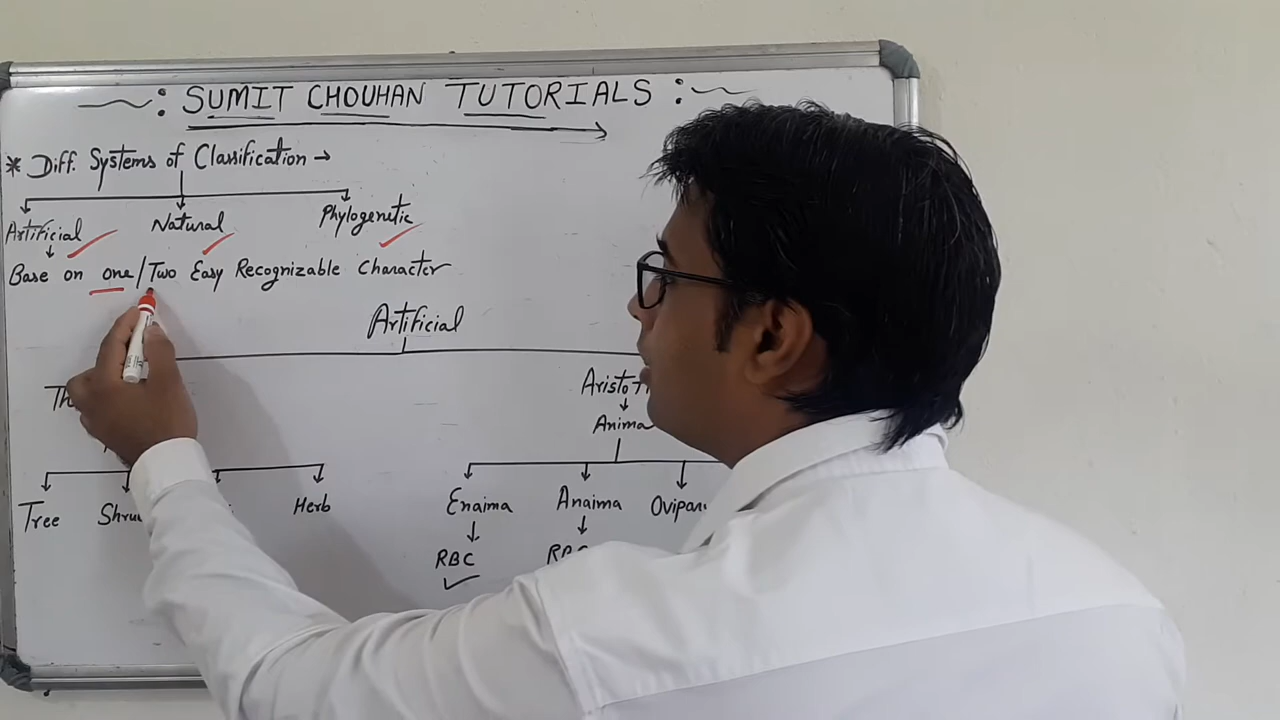 ~: SUMIT CHOUHAN TUTORIALS :~
* Diff. Systems of Classification →
Artificial Natural Phylogenetic
Base on one/Two Easy Recognizable Character
Artificial
Tree Herb
Enaima Anaima
RBC